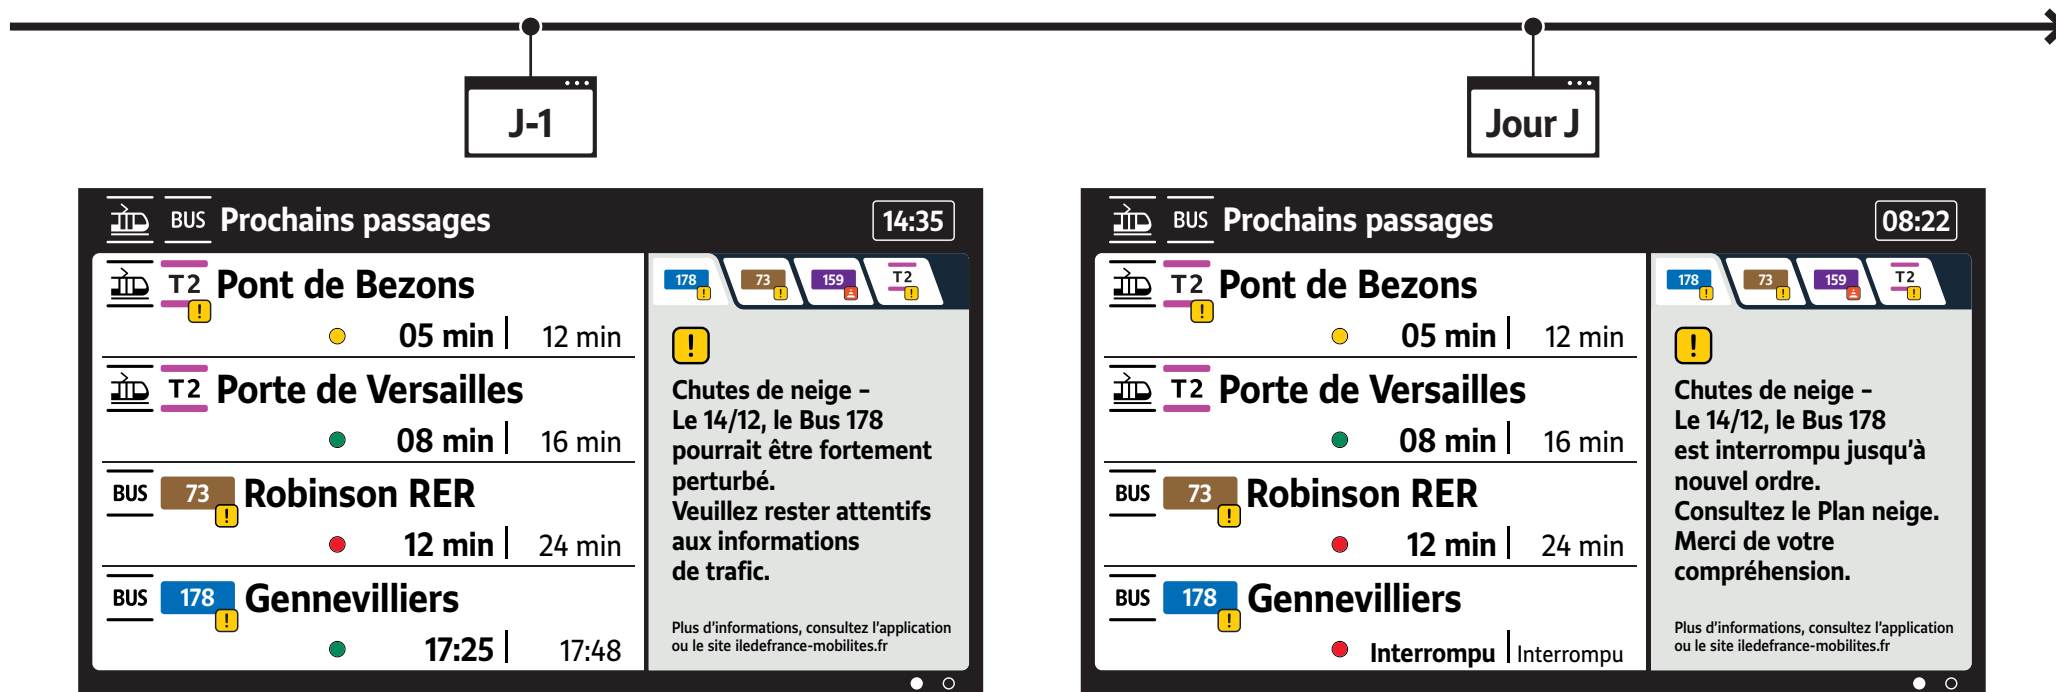 J-1
Jour J
BUS Prochains passages 14:35
T2 Pont de Bezons
!
05 min 12 min
T2 Porte de Versailles
08 min 16 min
BUS 73 Robinson RER
!
12 min 24 min
BUS 178 Gennevilliers
!
17:25 17:48
178 ! 73 ! 159 T2 !
!
Chutes de neige –
Le 14/12, le Bus 178
pourrait être fortement
perturbé.
Veuillez rester attentifs
aux informations
de trafic.
Plus d’informations, consultez l’application
ou le site iledefrance-mobilites.fr
BUS Prochains passages 08:22
T2 Pont de Bezons
!
05 min 12 min
T2 Porte de Versailles
08 min 16 min
BUS 73 Robinson RER
!
12 min 24 min
BUS 178 Gennevilliers
!
Interrompu Interrompu
178 ! 73 ! 159 T2 !
!
Chutes de neige –
Le 14/12, le Bus 178
est interrompu jusqu’à
nouvel ordre.
Consultez le Plan neige.
Merci de votre
compréhension.
Plus d’informations, consultez l’application
ou le site iledefrance-mobilites.fr